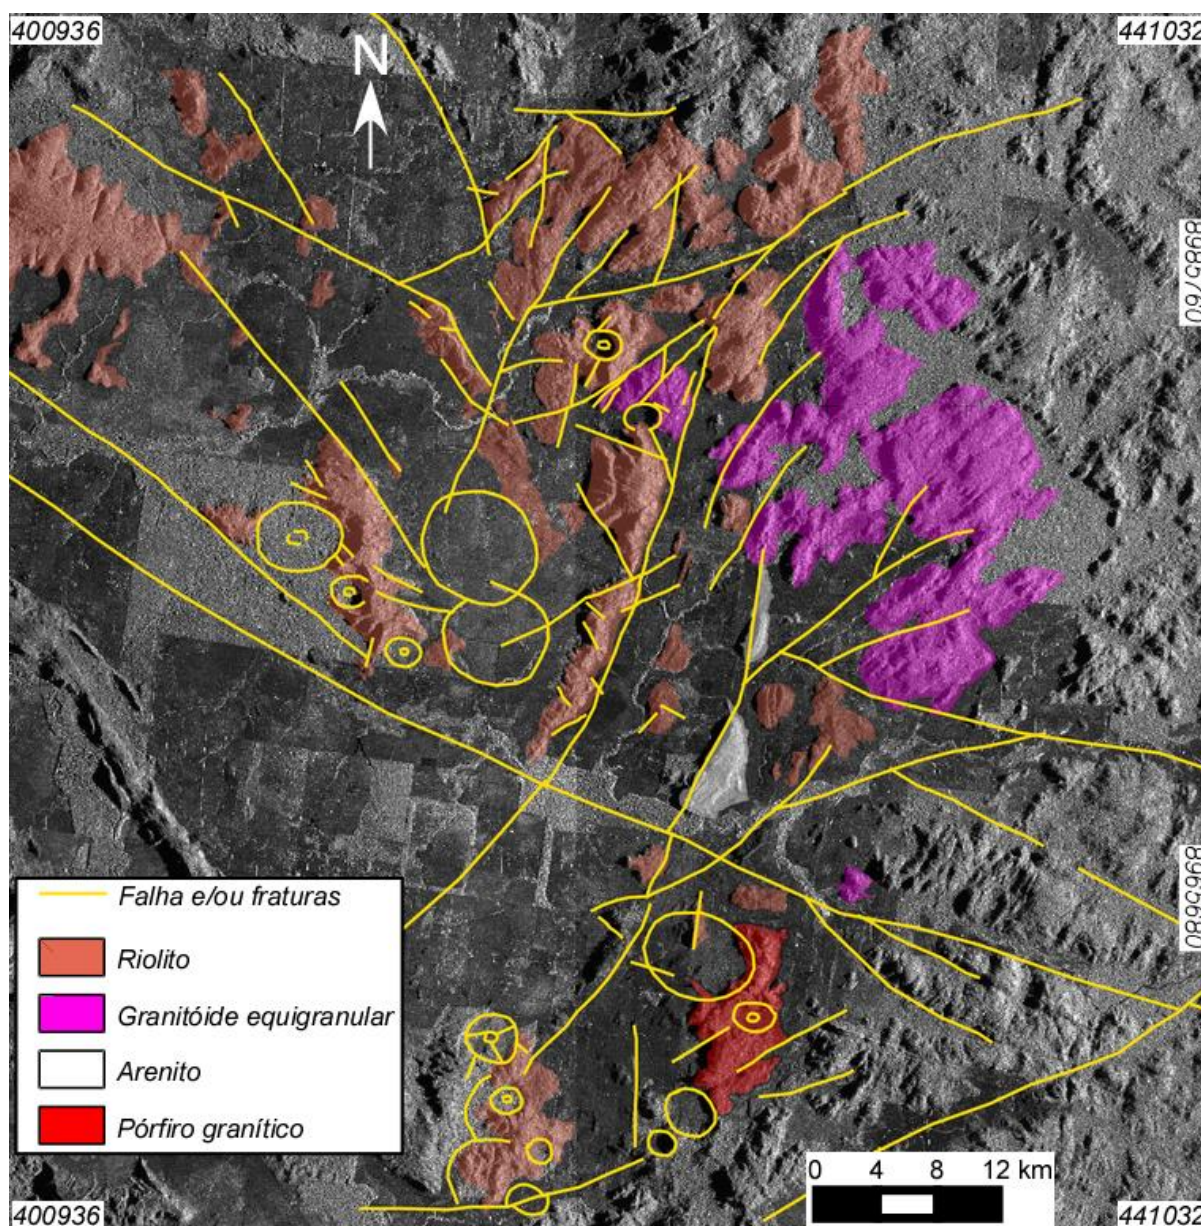 400936
441032
N
8985760
8965680
Falha e/ou fraturas
Riolito
Granitóide equigranular
Arenito
Pórfiro granítico
0 4 8 12 km
400936
441032